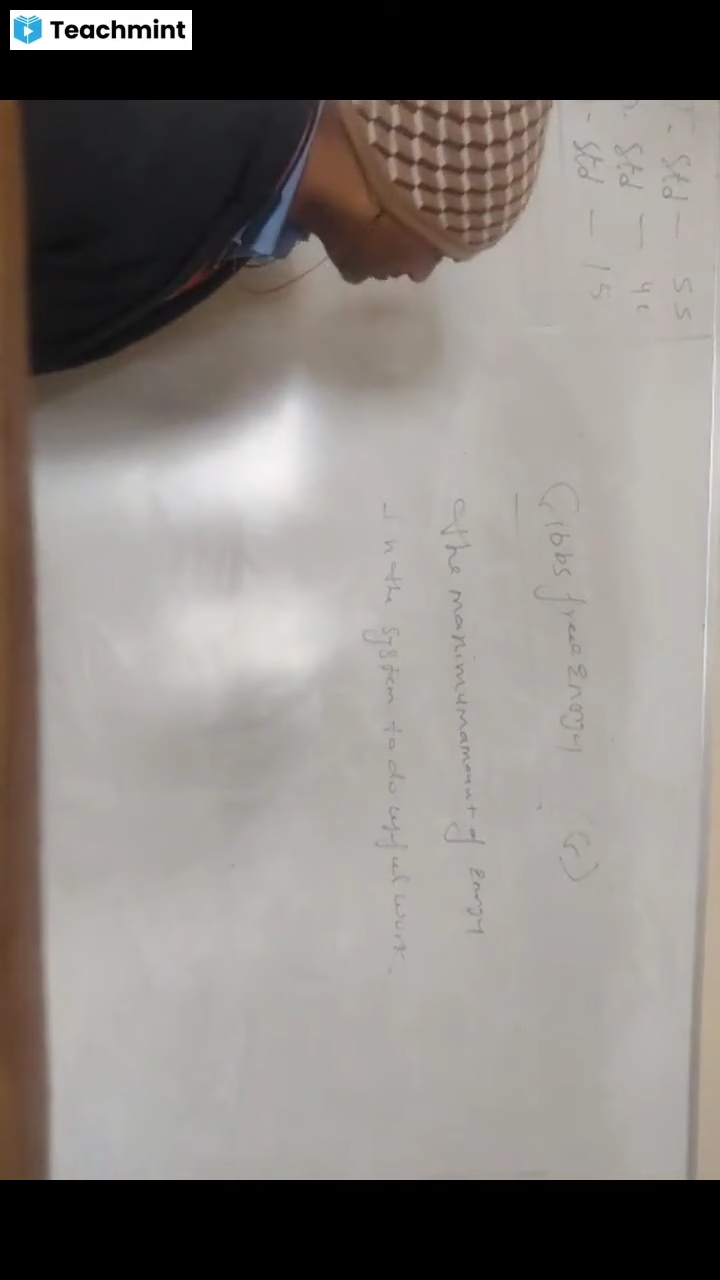 Teachmint
- Std - 55
. Std - 40
- Std - 15
Gibbs free Energy (G)
The maximum amount of Energy
In the system to do useful work.